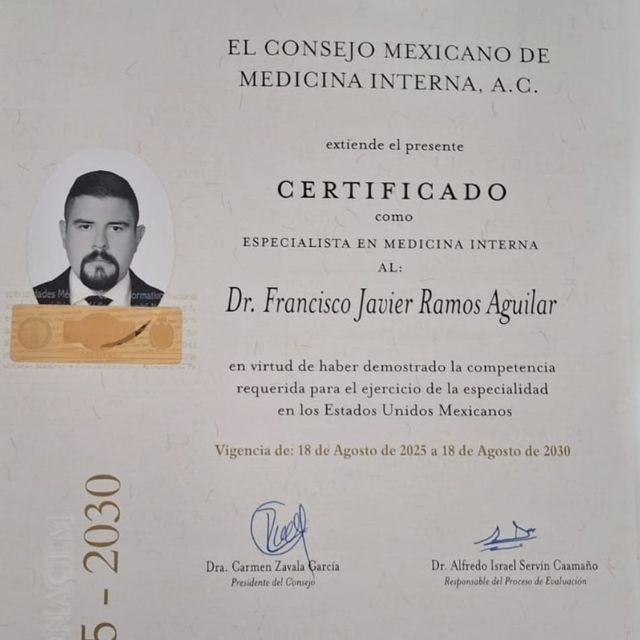 EL CONSEJO MEXICANO DE
MEDICINA INTERNA, A.C.
extiende el presente
CERTIFICADO
como
ESPECIALISTA EN MEDICINA INTERNA
AL:
Dr. Francisco Javier Ramos Aguilar
en virtud de haber demostrado la competencia
requerida para el ejercicio de la especialidad
en los Estados Unidos Mexicanos
Vigencia de: 18 de Agosto de 2025 a 18 de Agosto de 2030
Dra. Carmen Zavala García
Presidente del Consejo
Dr. Alfredo Israel Servín Caamaño
Responsable del Proceso de Evaluación
5 - 2030